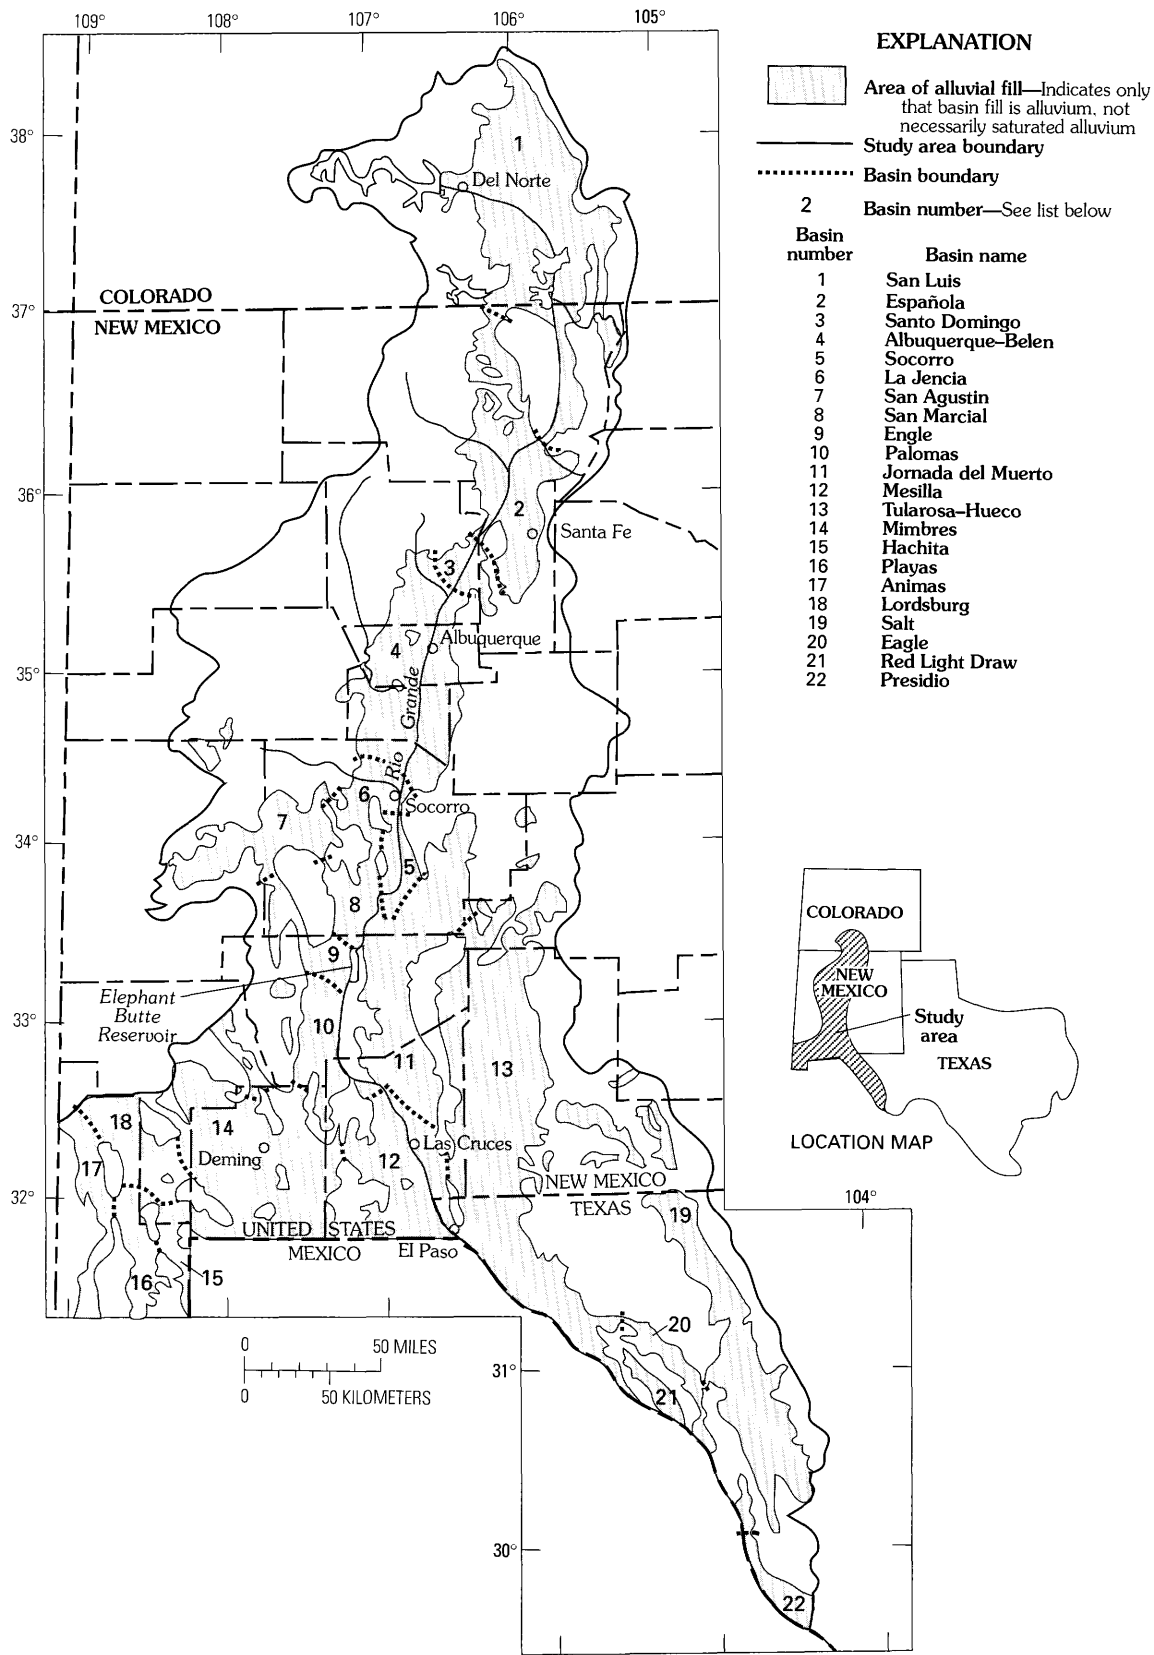 109°
108°
107°
106°
105°
EXPLANATION
Area of alluvial fill—Indicates only
that basin fill is alluvium, not
necessarily saturated alluvium
Study area boundary
Basin boundary
2
Basin number—See list below
Basin number
Basin name
1 San Luis
2 Española
3 Santo Domingo
4 Albuquerque–Belen
5 Socorro
6 La Jencia
7 San Agustin
8 San Marcial
9 Engle
10 Palomas
11 Jornada del Muerto
12 Mesilla
13 Tularosa–Hueco
14 Mimbres
15 Hachita
16 Playas
17 Animas
18 Lordsburg
19 Salt
20 Eagle
21 Red Light Draw
22 Presidio
38°
1
Del Norte
COLORADO
37°
NEW MEXICO
36°
2
Santa Fe
3
Albuquerque
4
35°
Rio Grande
6
Socorro
7
34°
5
8
9
Elephant
Butte
Reservoir
33°
10
11
13
18
14
Las Cruces
Deming
17
12
32°
NEW MEXICO
TEXAS
UNITED STATES
MEXICO
El Paso
16
15
19
104°
20
0 50 MILES
0 50 KILOMETERS
31°
21
30°
22
COLORADO
NEW
MEXICO
Study
area
TEXAS
LOCATION MAP